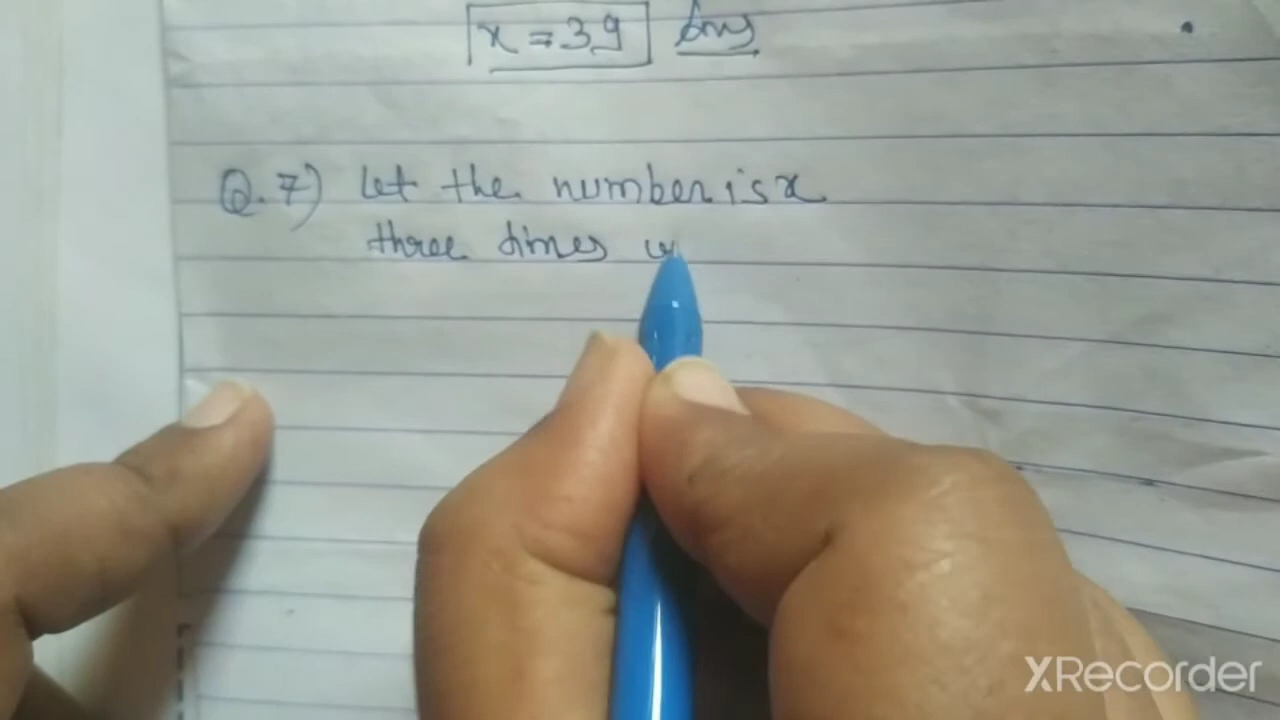 x = 39 Ans
Q.7) Let the number is x
three times
XRecorder